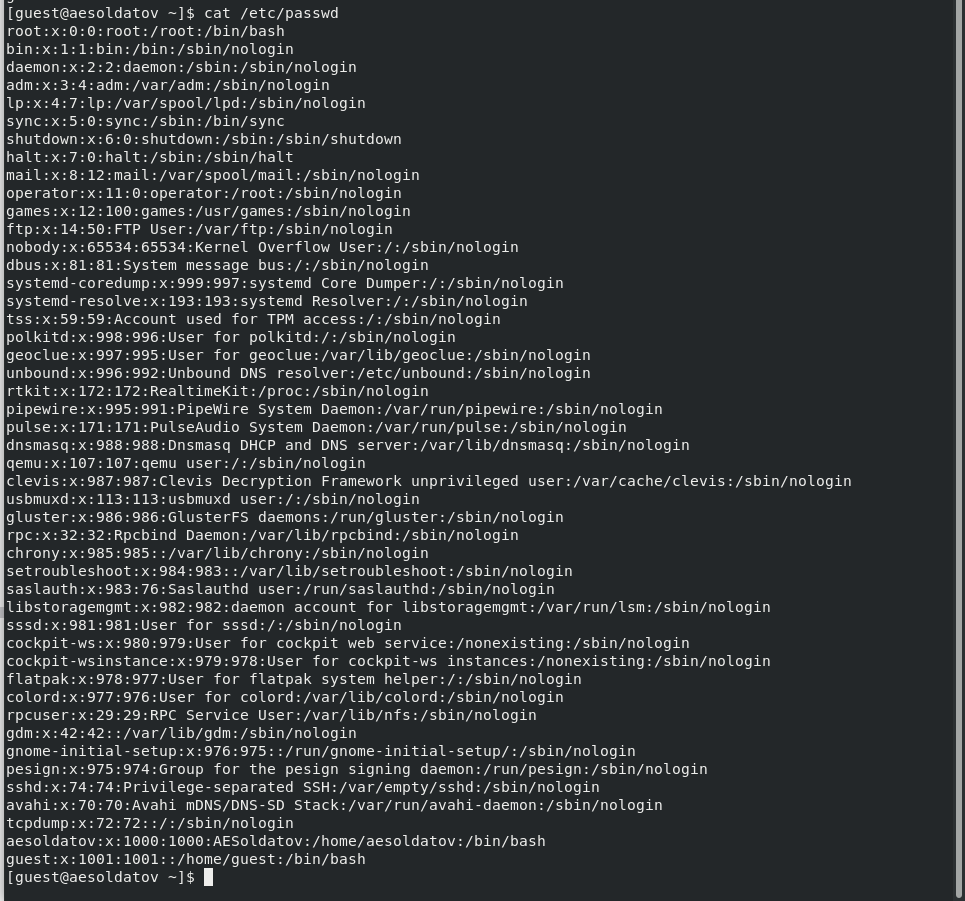 [guest@aesoldatov ~]$ cat /etc/passwd
root:x:0:0:root:/root:/bin/bash
bin:x:1:1:bin:/bin:/sbin/nologin
daemon:x:2:2:daemon:/sbin:/sbin/nologin
adm:x:3:4:adm:/var/adm:/sbin/nologin
lp:x:4:7:lp:/var/spool/lpd:/sbin/nologin
sync:x:5:0:sync:/sbin:/bin/sync
shutdown:x:6:0:shutdown:/sbin:/sbin/shutdown
halt:x:7:0:halt:/sbin:/sbin/halt
mail:x:8:12:mail:/var/spool/mail:/sbin/nologin
operator:x:11:0:operator:/root:/sbin/nologin
games:x:12:100:games:/usr/games:/sbin/nologin
ftp:x:14:50:FTP User:/var/ftp:/sbin/nologin
nobody:x:65534:65534:Kernel Overflow User:/:/sbin/nologin
dbus:x:81:81:System message bus:/:/sbin/nologin
systemd-coredump:x:999:997:systemd Core Dumper:/:/sbin/nologin
systemd-resolve:x:193:193:systemd Resolver:/:/sbin/nologin
tss:x:59:59:Account used for TPM access:/:/sbin/nologin
polkitd:x:998:996:User for polkitd:/:/sbin/nologin
geoclue:x:997:995:User for geoclue:/var/lib/geoclue:/sbin/nologin
unbound:x:996:992:Unbound DNS resolver:/etc/unbound:/sbin/nologin
rtkit:x:172:172:RealtimeKit:/proc:/sbin/nologin
pipewire:x:995:991:PipeWire System Daemon:/var/run/pipewire:/sbin/nologin
pulse:x:171:171:PulseAudio System Daemon:/var/run/pulse:/sbin/nologin
dnsmasq:x:988:988:Dnsmasq DHCP and DNS server:/var/lib/dnsmasq:/sbin/nologin
qemu:x:107:107:qemu user:/:/sbin/nologin
clevis:x:987:987:Clevis Decryption Framework unprivileged user:/var/cache/clevis:/sbin/nologin
usbmuxd:x:113:113:usbmuxd user:/:/sbin/nologin
gluster:x:986:986:GlusterFS daemons:/run/gluster:/sbin/nologin
rpc:x:32:32:Rpcbind Daemon:/var/lib/rpcbind:/sbin/nologin
chrony:x:985:985::/var/lib/chrony:/sbin/nologin
setroubleshoot:x:984:983::/var/lib/setroubleshoot:/sbin/nologin
saslauth:x:983:76:Saslauthd user:/run/saslauthd:/sbin/nologin
libstoragemgmt:x:982:982:daemon account for libstoragemgmt:/var/run/lsm:/sbin/nologin
sssd:x:981:981:User for sssd:/:/sbin/nologin
cockpit-ws:x:980:979:User for cockpit web service:/nonexisting:/sbin/nologin
cockpit-wsinstance:x:979:978:User for cockpit-ws instances:/nonexisting:/sbin/nologin
flatpak:x:978:977:User for flatpak system helper:/:/sbin/nologin
colord:x:977:976:User for colord:/var/lib/colord:/sbin/nologin
rpcuser:x:29:29:RPC Service User:/var/lib/nfs:/sbin/nologin
gdm:x:42:42::/var/lib/gdm:/sbin/nologin
gnome-initial-setup:x:976:975::/run/gnome-initial-setup/:/sbin/nologin
pesign:x:975:974:Group for the pesign signing daemon:/run/pesign:/sbin/nologin
sshd:x:74:74:Privilege-separated SSH:/var/empty/sshd:/sbin/nologin
avahi:x:70:70:Avahi mDNS/DNS-SD Stack:/var/run/avahi-daemon:/sbin/nologin
tcpdump:x:72:72::/:/sbin/nologin
aesoldatov:x:1000:1000:AESoldatov:/home/aesoldatov:/bin/bash
guest:x:1001:1001::/home/guest:/bin/bash
[guest@aesoldatov ~]$